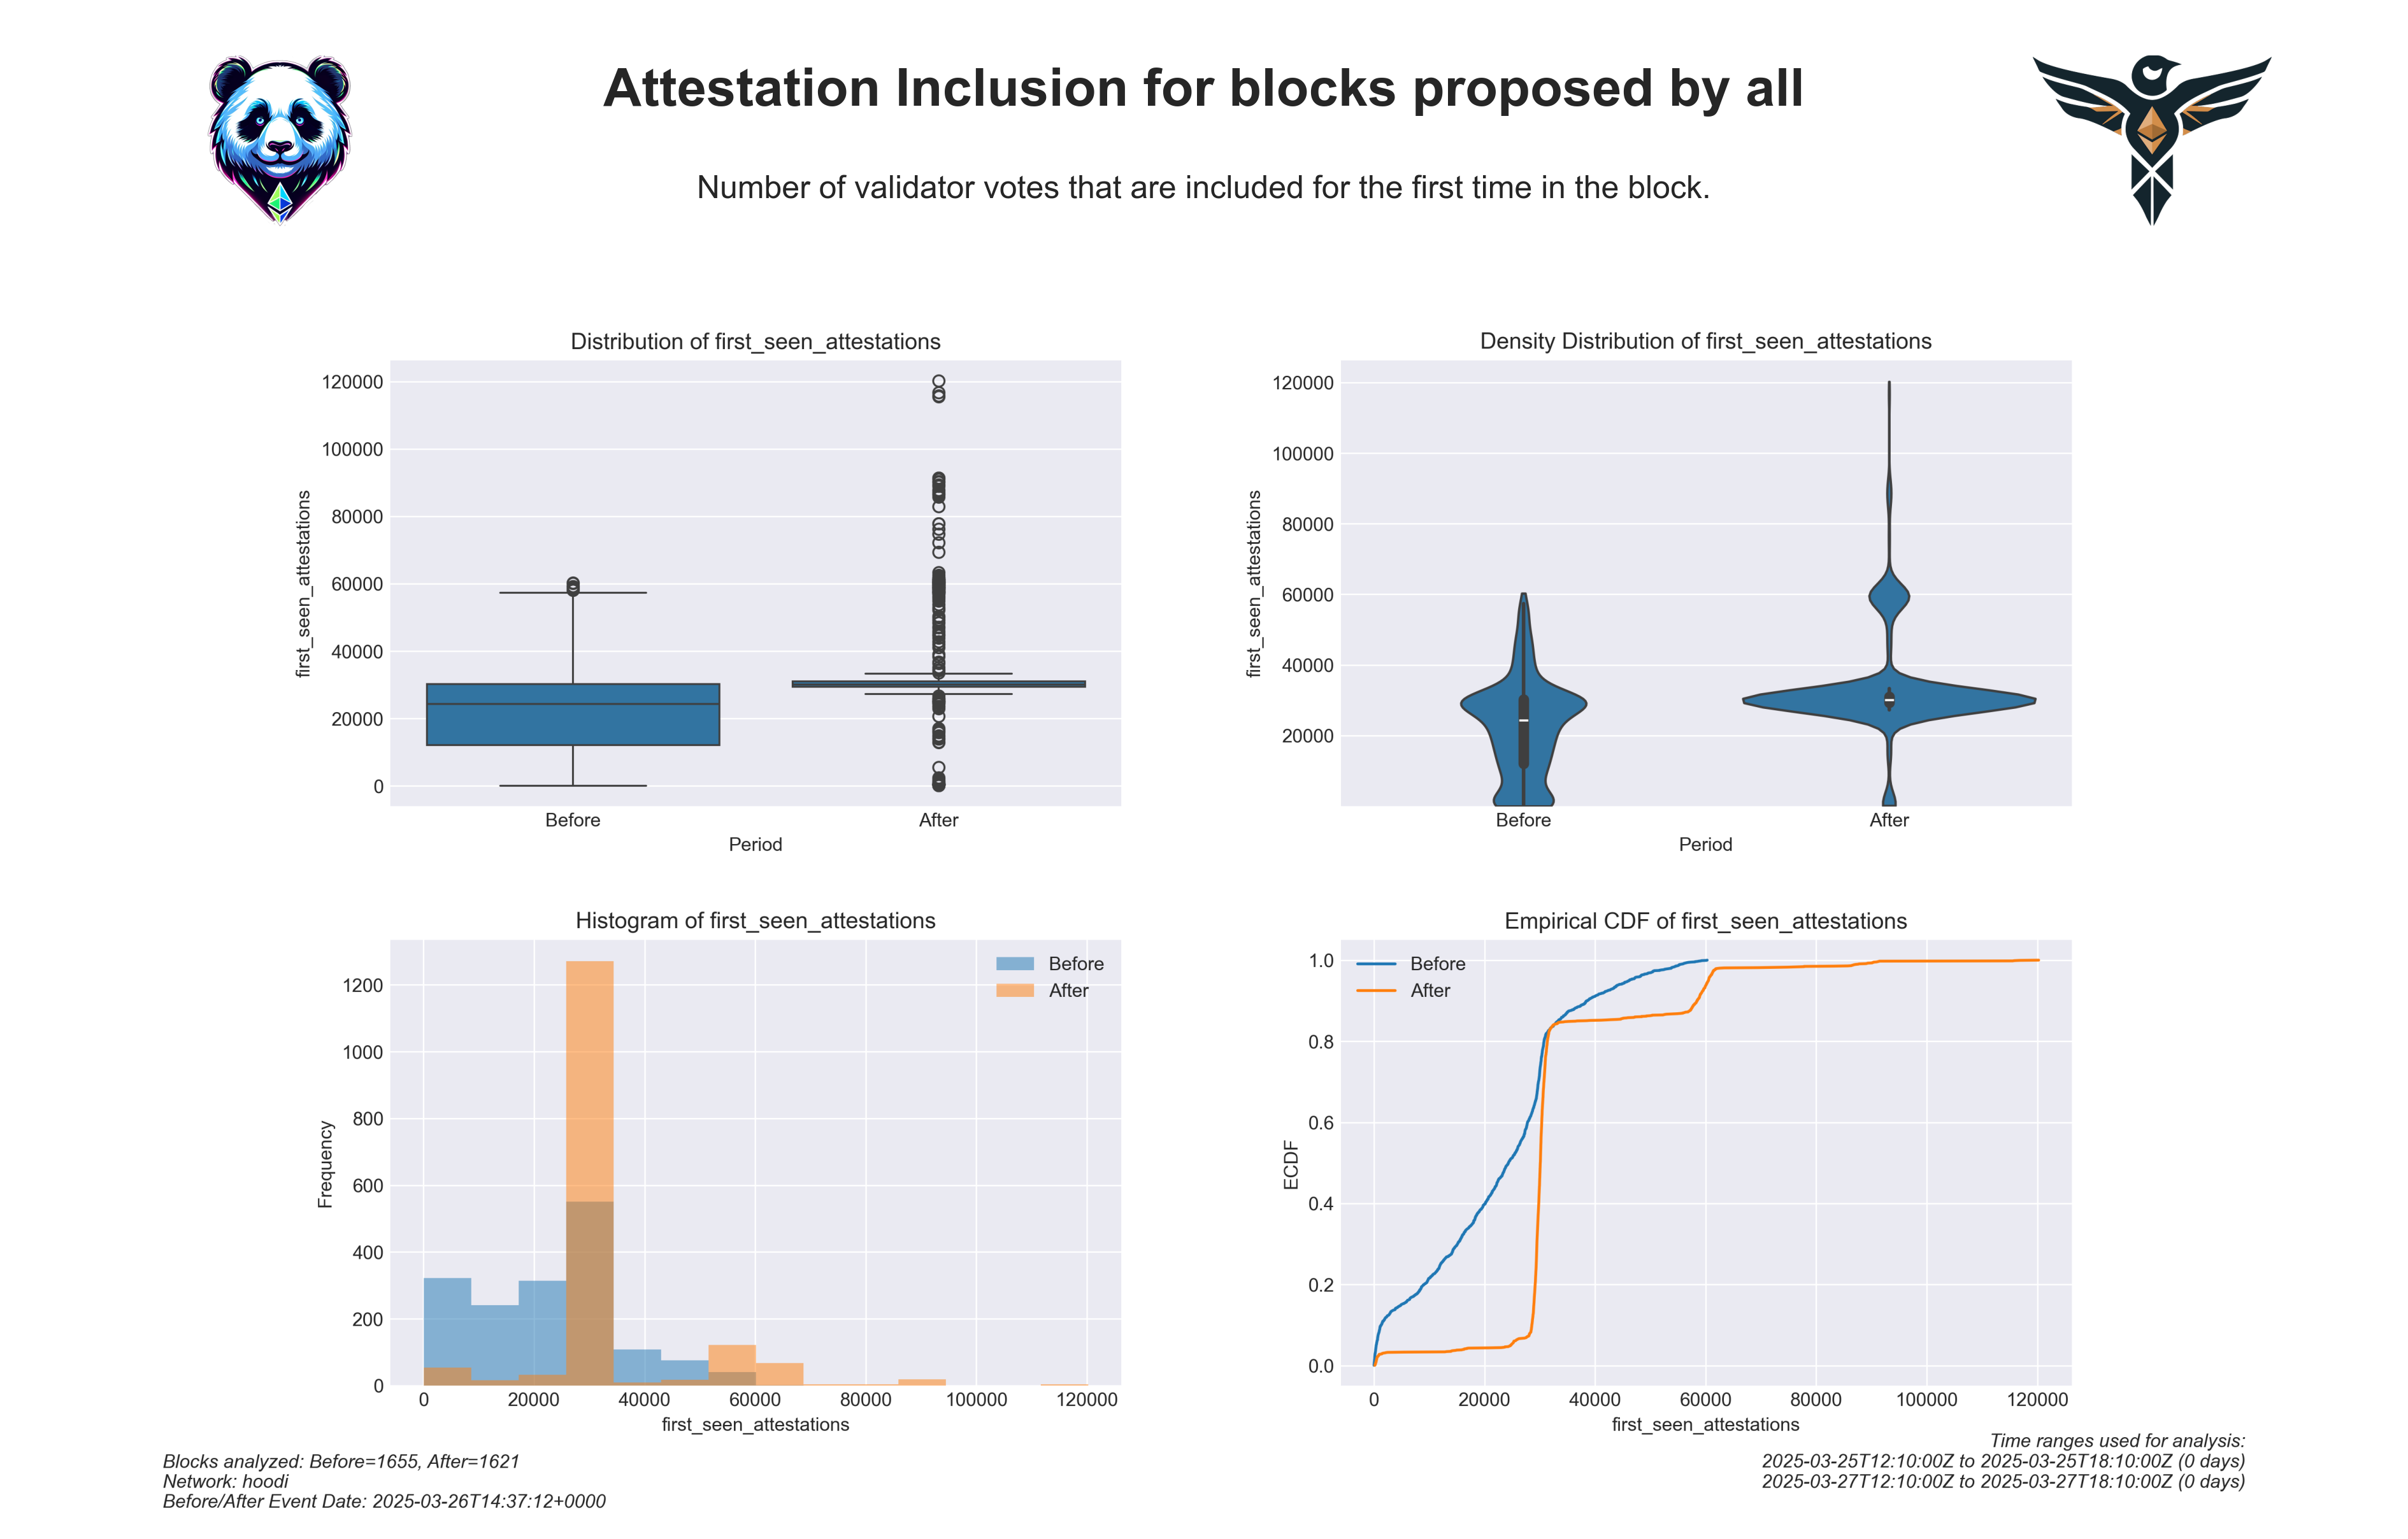 Attestation Inclusion for blocks proposed by all
Number of validator votes that are included for the first time in the block.
Distribution of first_seen_attestations
first_seen_attestations
120000
100000
80000
60000
40000
20000
0
Before
After
Period
Density Distribution of first_seen_attestations
first_seen_attestations
120000
100000
80000
60000
40000
20000
Before
After
Period
Histogram of first_seen_attestations
Before
After
Frequency
1200
1000
800
600
400
200
0
0 20000 40000 60000 80000 100000 120000
first_seen_attestations
Empirical CDF of first_seen_attestations
Before
After
ECDF
1.0
0.8
0.6
0.4
0.2
0.0
0 20000 40000 60000 80000 100000 120000
first_seen_attestations
Blocks analyzed: Before=1655, After=1621
Network: hoodi
Before/After Event Date: 2025-03-26T14:37:12+0000
Time ranges used for analysis:
2025-03-25T12:10:00Z to 2025-03-25T18:10:00Z (0 days)
2025-03-27T12:10:00Z to 2025-03-27T18:10:00Z (0 days)